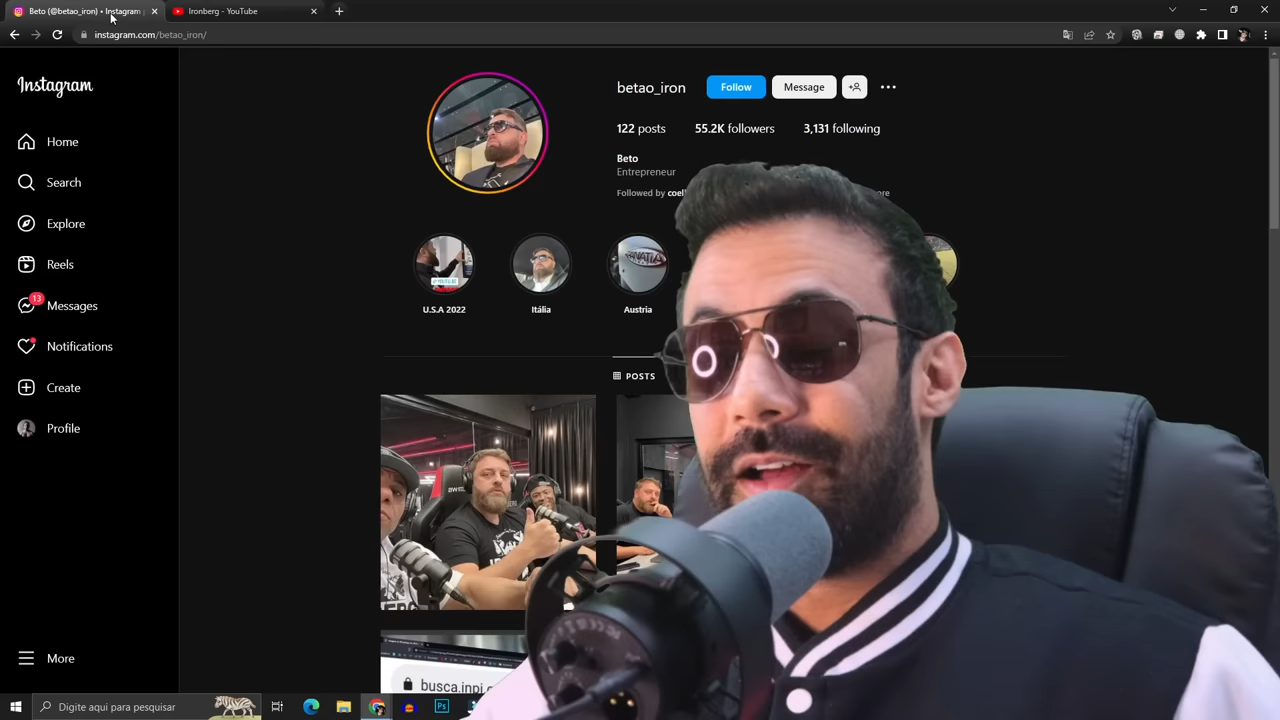 Beto (@betao_iron) • Instagram
Ironberg - YouTube
instagram.com/betao_iron/
Instagram
betao_iron
Follow
Message
122 posts
55.2K followers
3,131 following
Beto
Entrepreneur
Followed by
Home
Search
Explore
Reels
13
Messages
Notifications
Create
Profile
More
U.S.A 2022
Itália
Austria
POSTS
busca.inpi.
Digite aqui para pesquisar
Ps